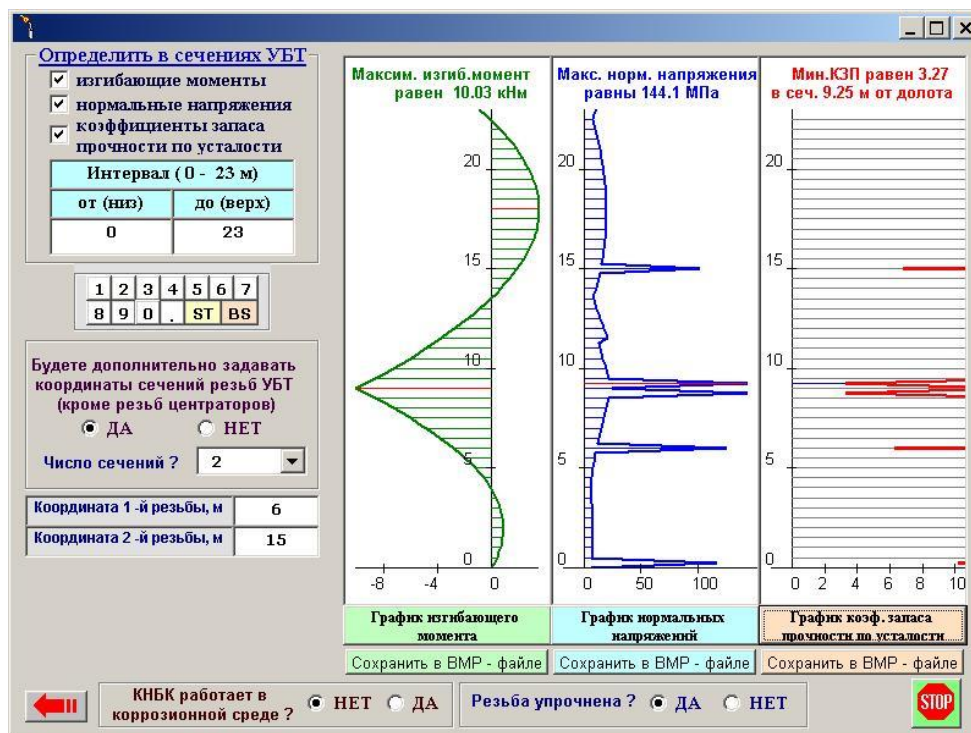 Определить в сечениях УБТ
изгибающие моменты
нормальные напряжения
коэффициенты запаса
прочности по усталости
Интервал ( 0 - 23 м)
от (низ) до (верх)
0 23
1 2 3 4 5 6 7
8 9 0 . ST BS
Будете дополнительно задавать
координаты сечений резьб УБТ
(кроме резьб центраторов)
ДА НЕТ
Число сечений ? 2
Координата 1 -й резьбы, м 6
Координата 2 -й резьбы, м 15
Максим. изгиб.момент
равен 10.03 кНм
20
15
10
5
0
-8 -4 0
График изгибающего
момента
Сохранить в BMP - файле
Макс. норм. напряжения
равны 144.1 МПа
20
15
10
5
0
0 50 100
График нормальных
напряжений
Сохранить в BMP - файле
Мин.КЗП равен 3.27
в сеч. 9.25 м от долота
20
15
10
5
0
0 2 4 6 8 10
График коэф. запаса
прочности по усталости
Сохранить в BMP - файле
КНБК работает в
коррозионной среде ? НЕТ ДА
Резьба упрочнена ? ДА НЕТ
STOP